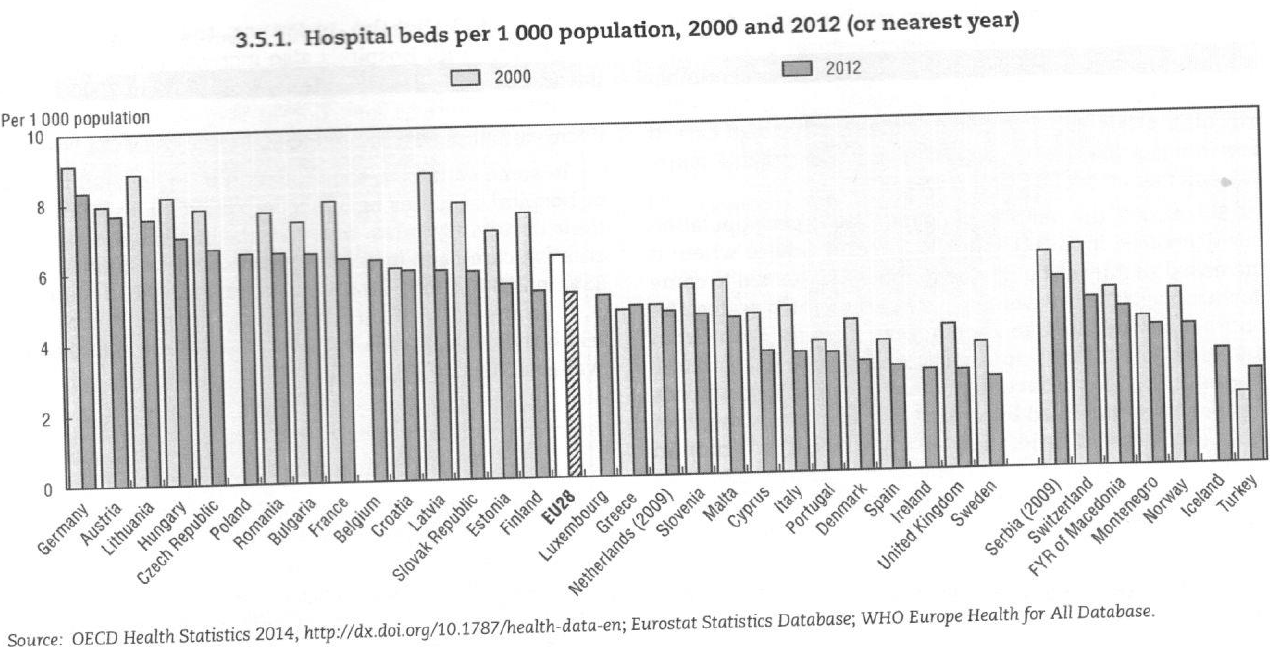 3.5.1. Hospital beds per 1 000 population, 2000 and 2012 (or nearest year)
2000
2012
Per 1 000 population
10
8
6
4
2
0
Germany
Austria
Lithuania
Hungary
Czech Republic
Poland
Romania
Bulgaria
France
Belgium
Croatia
Latvia
Slovak Republic
Estonia
Finland
EU28
Luxembourg
Greece
Netherlands (2009)
Slovenia
Malta
Cyprus
Italy
Portugal
Denmark
Spain
Ireland
United Kingdom
Sweden
Serbia (2009)
Switzerland
FYR of Macedonia
Montenegro
Norway
Iceland
Turkey
Source: OECD Health Statistics 2014, http://dx.doi.org/10.1787/health-data-en; Eurostat Statistics Database; WHO Europe Health for All Database.